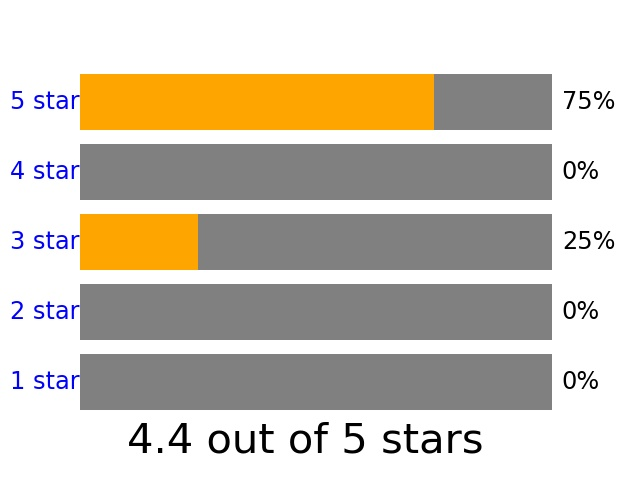 5 star 75%
4 star 0%
3 star 25%
2 star 0%
1 star 0%
4.4 out of 5 stars